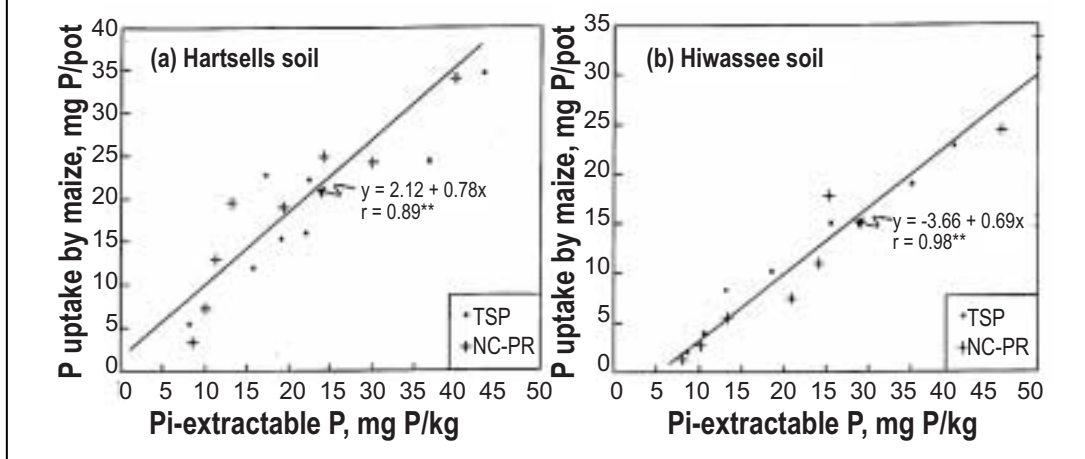 (a) Hartsells soil
P uptake by maize, mg P/pot
40
35
30
25
20
15
10
5
0
y = 2.12 + 0.78x
r = 0.89**
TSP
NC-PR
0 5 10 15 20 25 30 35 40 45 50
Pi-extractable P, mg P/kg
(b) Hiwassee soil
P uptake by maize, mg P/pot
35
30
25
20
15
10
5
0
y = -3.66 + 0.69x
r = 0.98**
TSP
NC-PR
0 5 10 15 20 25 30 35 40 45 50
Pi-extractable P, mg P/kg